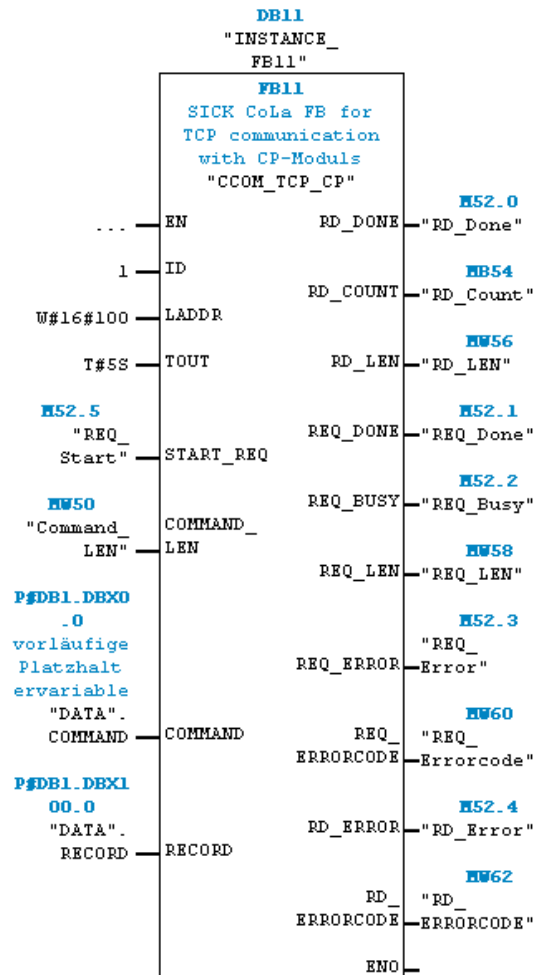 DB11
"INSTANCE_
FB11"
FB11
SICK CoLa FB for
TCP communication
with CP-Moduls
"CCOM_TCP_CP"
... EN
1 ID
W#16#100 LADDR
T#5S TOUT
M52.5
"REQ_
Start" START_REQ
MW50
"Command_ COMMAND_
LEN" LEN
P#DB1.DBX0
.0
vorläufige
Platzhalt
ervariable
"DATA".
COMMAND COMMAND
P#DB1.DBX1
00.0
"DATA".
RECORD RECORD
M52.0
RD_DONE "RD_Done"
MB54
RD_COUNT "RD_Count"
MW56
RD_LEN "RD_LEN"
M52.1
REQ_DONE "REQ_Done"
M52.2
REQ_BUSY "REQ_Busy"
MW58
REQ_LEN "REQ_LEN"
M52.3
"REQ_
REQ_ERROR Error"
MW60
REQ_ "REQ_
ERRORCODE Errorcode"
M52.4
RD_ERROR "RD_Error"
MW62
RD_ "RD_
ERRORCODE ERRORCODE"
ENO